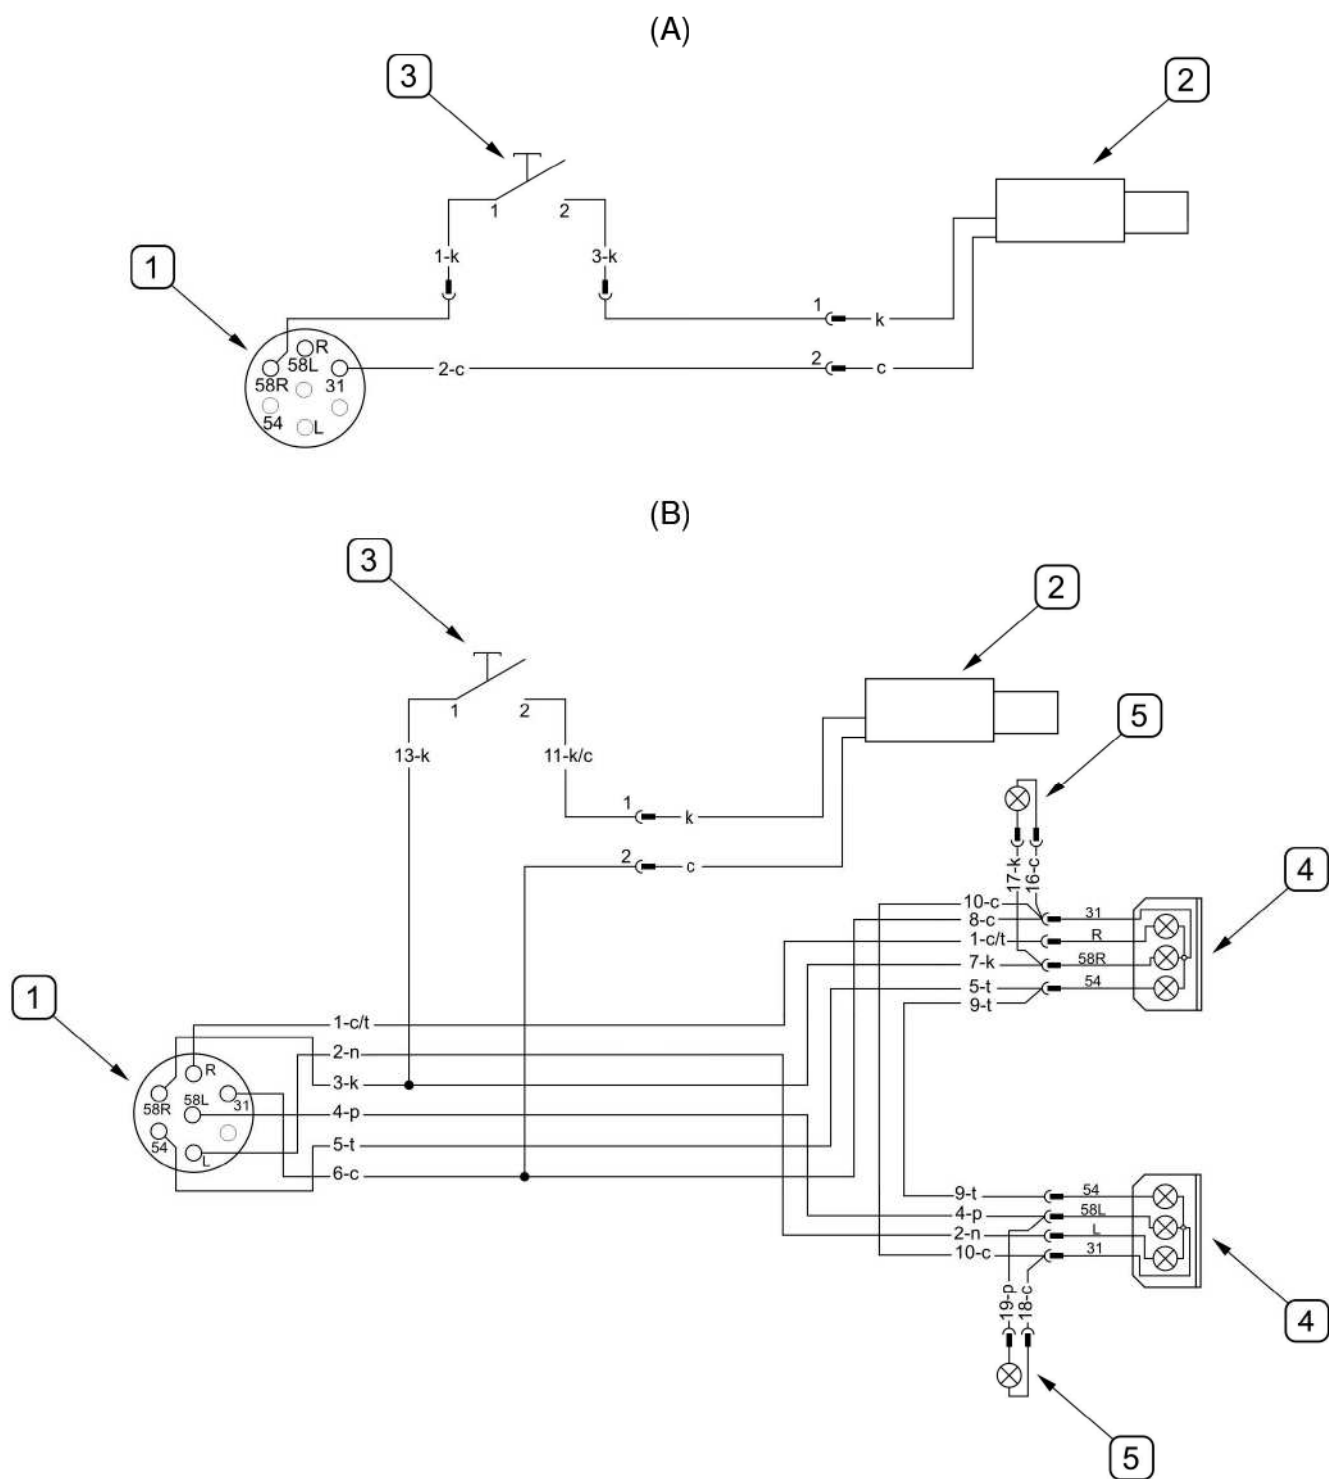 (A)
3
2
1 2
1-k 3-k
1
1 k
R
58L
58R 31
2-c 2 c
54
L
(B)
3
2
5
1 2
13-k 11-k/c
1 k
2 c
17-k 16-c
4
10-c
8-c 31
1-c/t R
7-k 58R
5-t 54
9-t
1
1-c/t
2-n
R
3-k
58L
58R 31
4-p
54
5-t
L
6-c
9-t 54
4-p 58L
2-n L
10-c 31
19-p 18-c
4
5